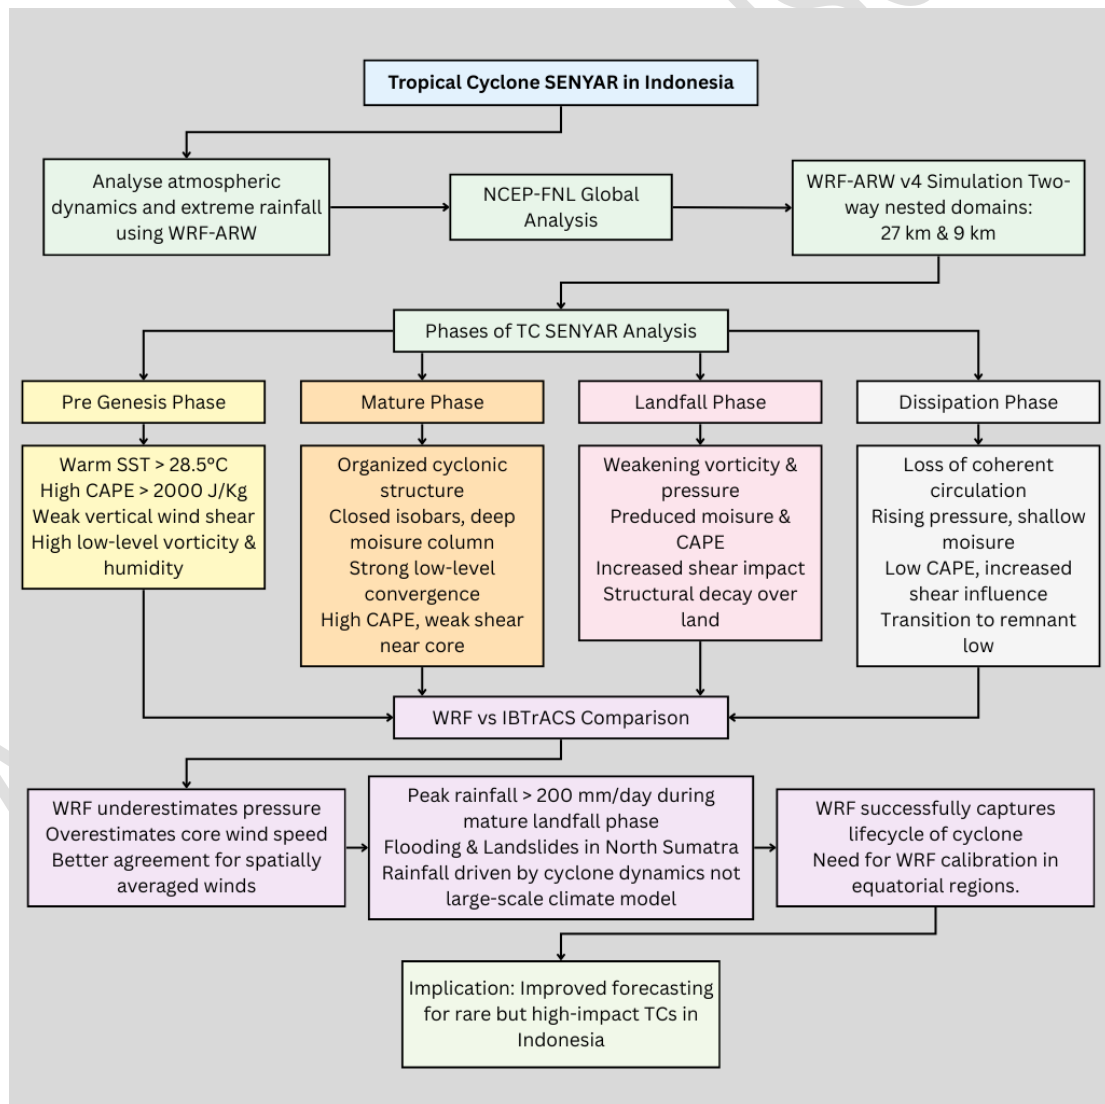 Tropical Cyclone SENYAR in Indonesia
Analyse atmospheric
dynamics and extreme rainfall
using WRF-ARW
NCEP-FNL Global
Analysis
WRF-ARW v4 Simulation Two-
way nested domains:
27 km & 9 km
Phases of TC SENYAR Analysis
Pre Genesis Phase
Mature Phase
Landfall Phase
Dissipation Phase
Warm SST > 28.5°C
High CAPE > 2000 J/Kg
Weak vertical wind shear
High low-level vorticity &
humidity
Organized cyclonic
structure
Closed isobars, deep
moisure column
Strong low-level
convergence
High CAPE, weak shear
near core
Weakening vorticity &
pressure
Preduced moisure &
CAPE
Increased shear impact
Structural decay over
land
Loss of coherent
circulation
Rising pressure, shallow
moisure
Low CAPE, increased
shear influence
Transition to remnant
low
WRF vs IBTrACS Comparison
WRF underestimates pressure
Overestimates core wind speed
Better agreement for spatially
averaged winds
Peak rainfall > 200 mm/day during
mature landfall phase
Flooding & Landslides in North Sumatra
Rainfall driven by cyclone dynamics not
large-scale climate model
WRF successfully captures
lifecycle of cyclone
Need for WRF calibration in
equatorial regions.
Implication: Improved forecasting
for rare but high-impact TCs in
Indonesia